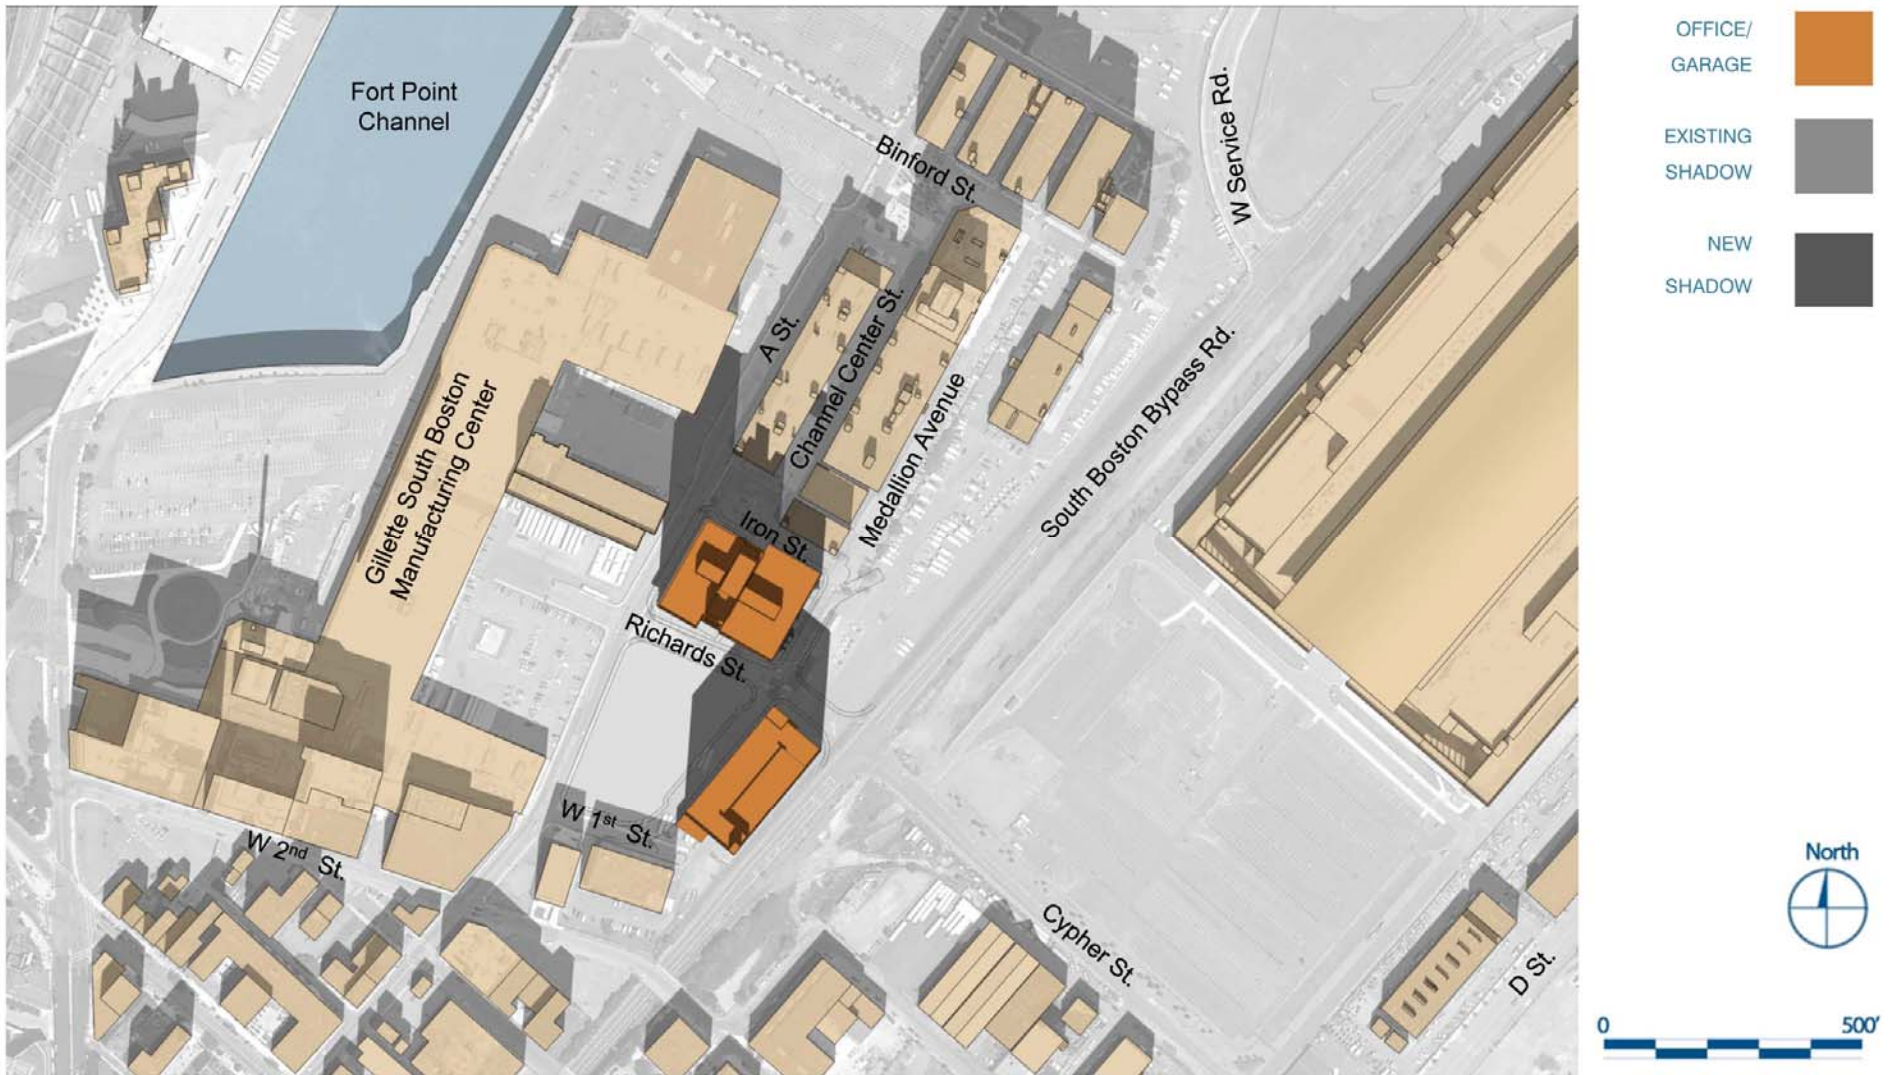 Fort Point
Channel
Binford St.
W Service Rd.
A St.
Channel Center St.
Medallion Avenue
South Boston Bypass Rd.
Gillette South Boston
Manufacturing Center
Iron St.
Richards St.
W 1st St.
W 2nd St.
Cypher St.
D St.
OFFICE/
GARAGE
EXISTING
SHADOW
NEW
SHADOW
North
0 500'